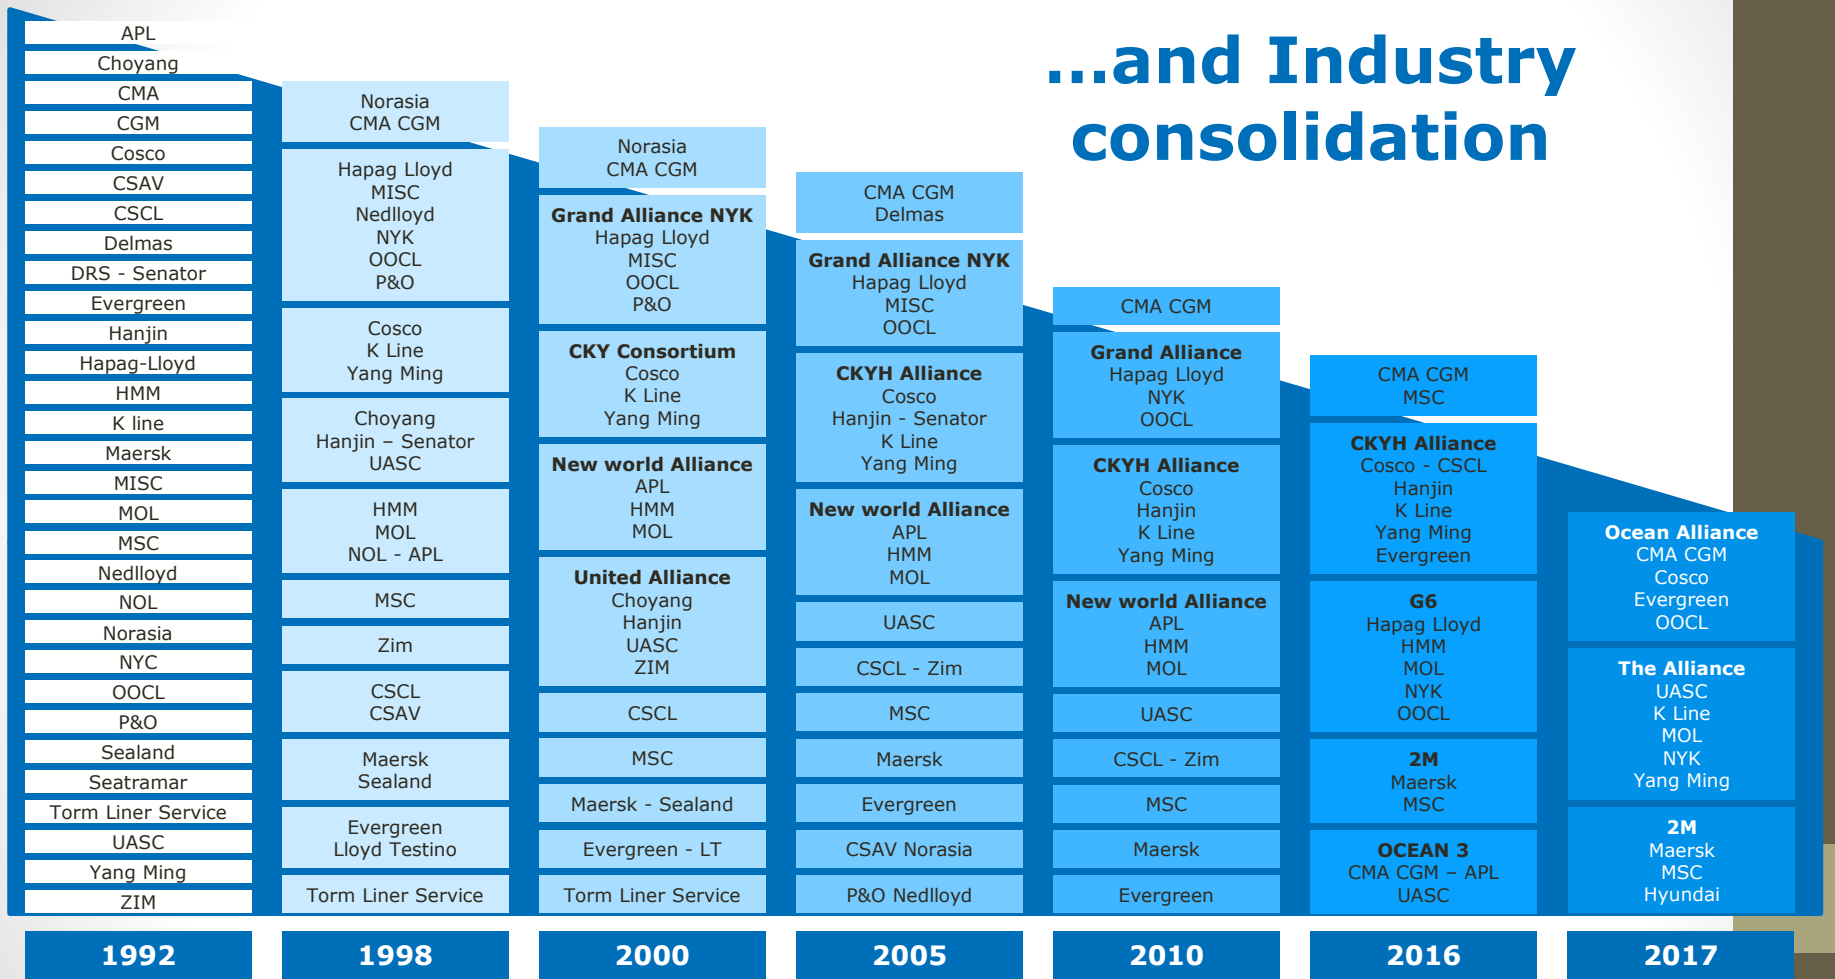 ...and Industry
consolidation
APL
Choyang
CMA
CGM
Cosco
CSAV
CSCL
Delmas
DRS - Senator
Evergreen
Hanjin
Hapag-Lloyd
HMM
K line
Maersk
MISC
MOL
MSC
Nedlloyd
NOL
Norasia
NYC
OOCL
P&O
Sealand
Seatramar
Torm Liner Service
UASC
Yang Ming
ZIM
1992
Norasia
CMA CGM
Hapag Lloyd
MISC
Nedlloyd
NYK
OOCL
P&O
Cosco
K Line
Yang Ming
Choyang
Hanjin – Senator
UASC
HMM
MOL
NOL - APL
MSC
Zim
CSCL
CSAV
Maersk
Sealand
Evergreen
Lloyd Testino
Torm Liner Service
1998
Norasia
CMA CGM
Grand Alliance NYK
Hapag Lloyd
MISC
OOCL
P&O
CKY Consortium
Cosco
K Line
Yang Ming
New world Alliance
APL
HMM
MOL
United Alliance
Choyang
Hanjin
UASC
ZIM
CSCL
MSC
Maersk - Sealand
Evergreen - LT
Torm Liner Service
2000
CMA CGM
Delmas
Grand Alliance NYK
Hapag Lloyd
MISC
OOCL
CKYH Alliance
Cosco
Hanjin - Senator
K Line
Yang Ming
New world Alliance
APL
HMM
MOL
UASC
CSCL - Zim
MSC
Maersk
Evergreen
CSAV Norasia
P&O Nedlloyd
2005
CMA CGM
Grand Alliance
Hapag Lloyd
NYK
OOCL
CKYH Alliance
Cosco
Hanjin
K Line
Yang Ming
New world Alliance
APL
HMM
MOL
UASC
CSCL - Zim
MSC
Maersk
Evergreen
2010
CMA CGM
MSC
CKYH Alliance
Cosco - CSCL
Hanjin
K Line
Yang Ming
Evergreen
G6
Hapag Lloyd
HMM
MOL
NYK
OOCL
2M
Maersk
MSC
OCEAN 3
CMA CGM – APL
UASC
2016
Ocean Alliance
CMA CGM
Cosco
Evergreen
OOCL
The Alliance
UASC
K Line
MOL
NYK
Yang Ming
2M
Maersk
MSC
Hyundai
2017